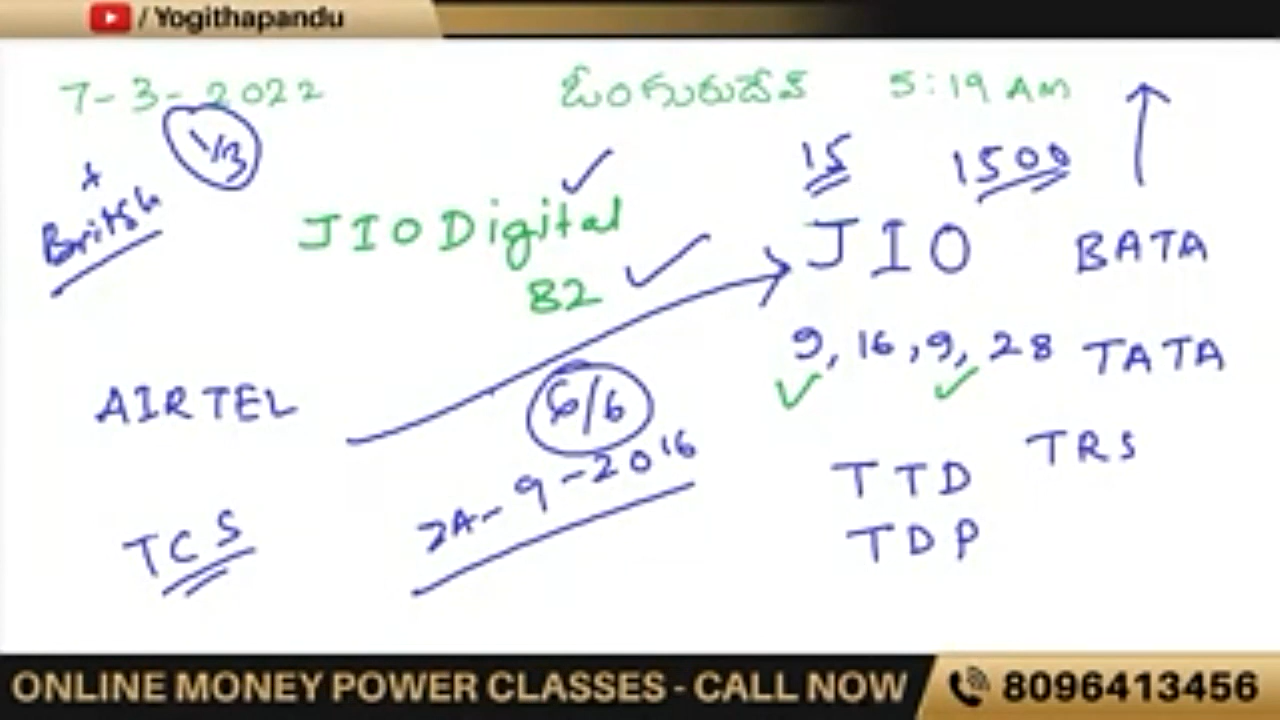 / Yogithapandu
7-3-2022 ఓంగురుదేవ్ 5:19 AM
1/3
15 1500
British
JIO Digital
JIO BATA
82
9, 16, 9, 28 TATA
AIRTEL
6/6
TRS
-9-2016
TTD
TCS
TDP
ONLINE MONEY POWER CLASSES - CALL NOW 8096413456